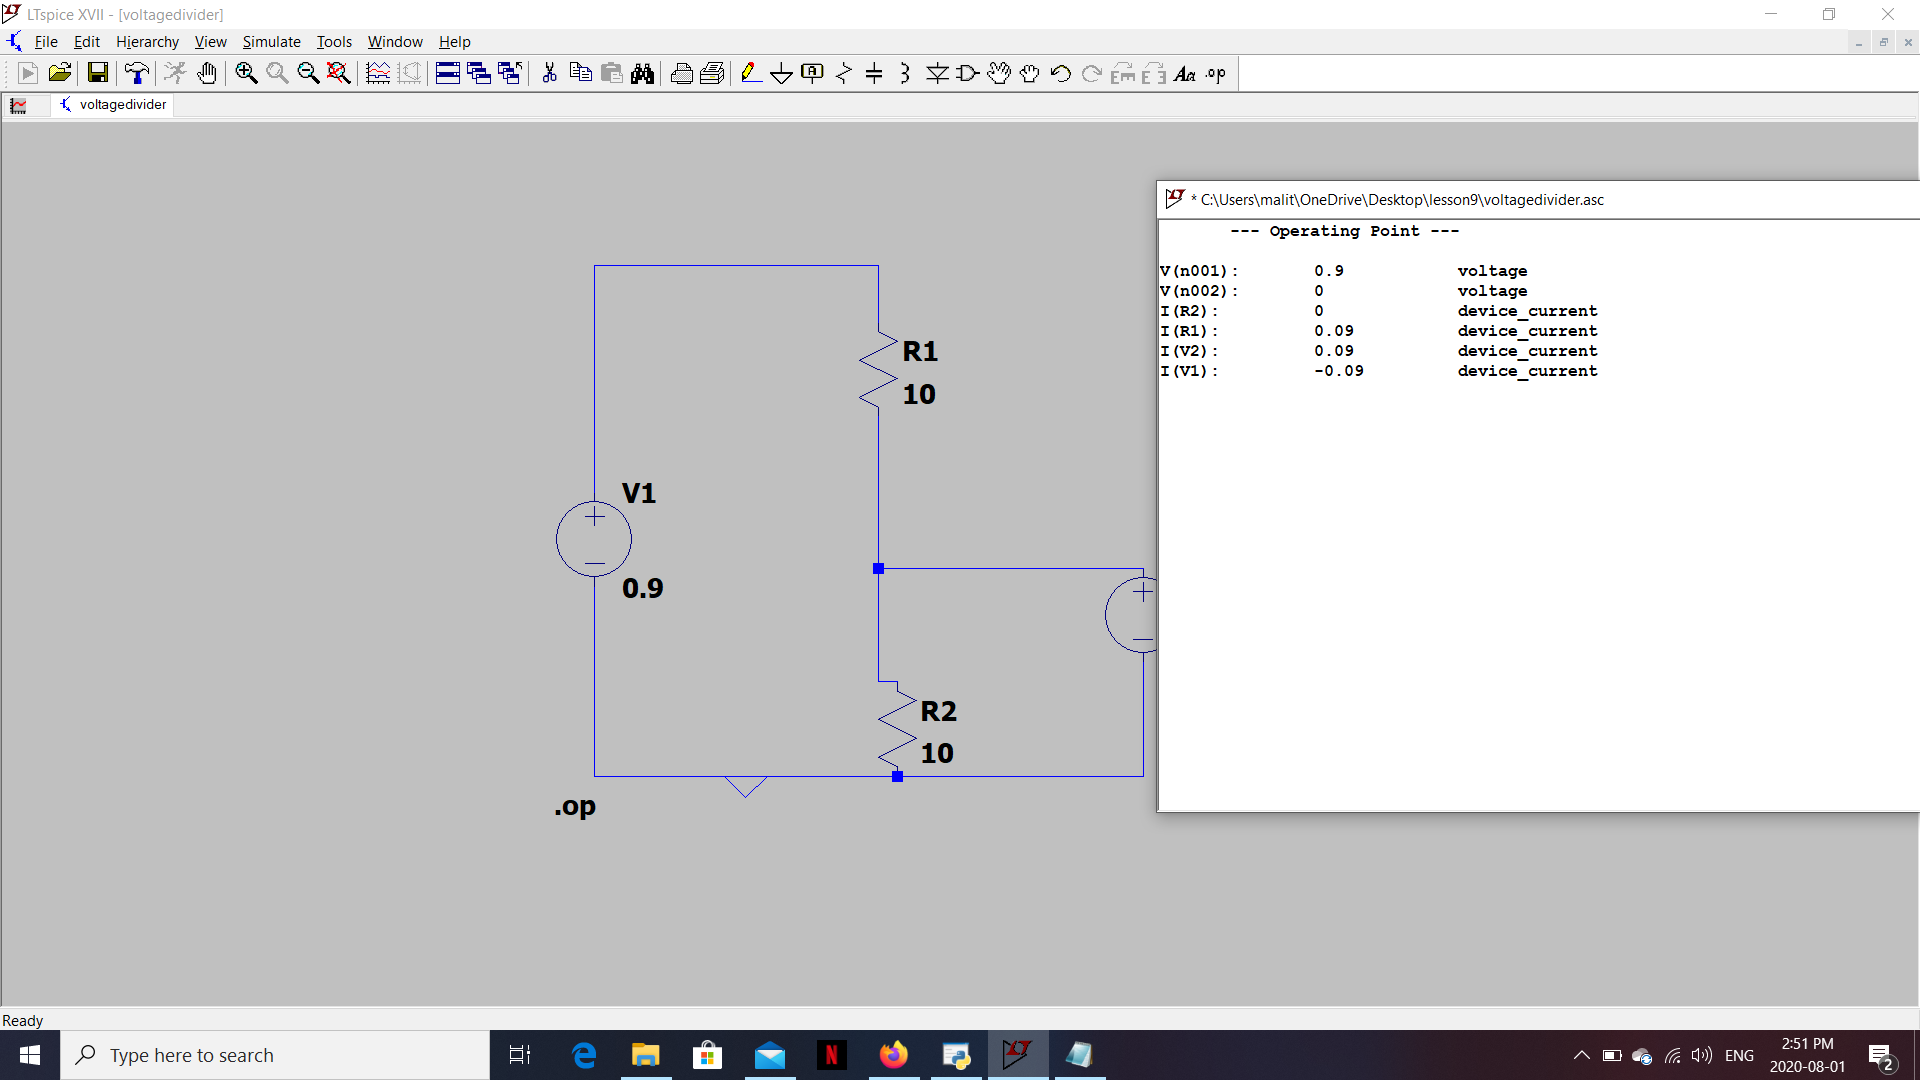 LTspice XVII - [voltagedivider]
File Edit Hierarchy View Simulate Tools Window Help
.op
voltagedivider
* C:\Users\malit\OneDrive\Desktop\lesson9\voltagedivider.asc
--- Operating Point ---
V(n001): 0.9 voltage
V(n002): 0 voltage
I(R2): 0 device_current
I(R1): 0.09 device_current
I(V2): 0.09 device_current
I(V1): -0.09 device_current
R1
10
V1
0.9
R2
10
.op
Ready
Type here to search
ENG
2:51 PM
2020-08-01
2